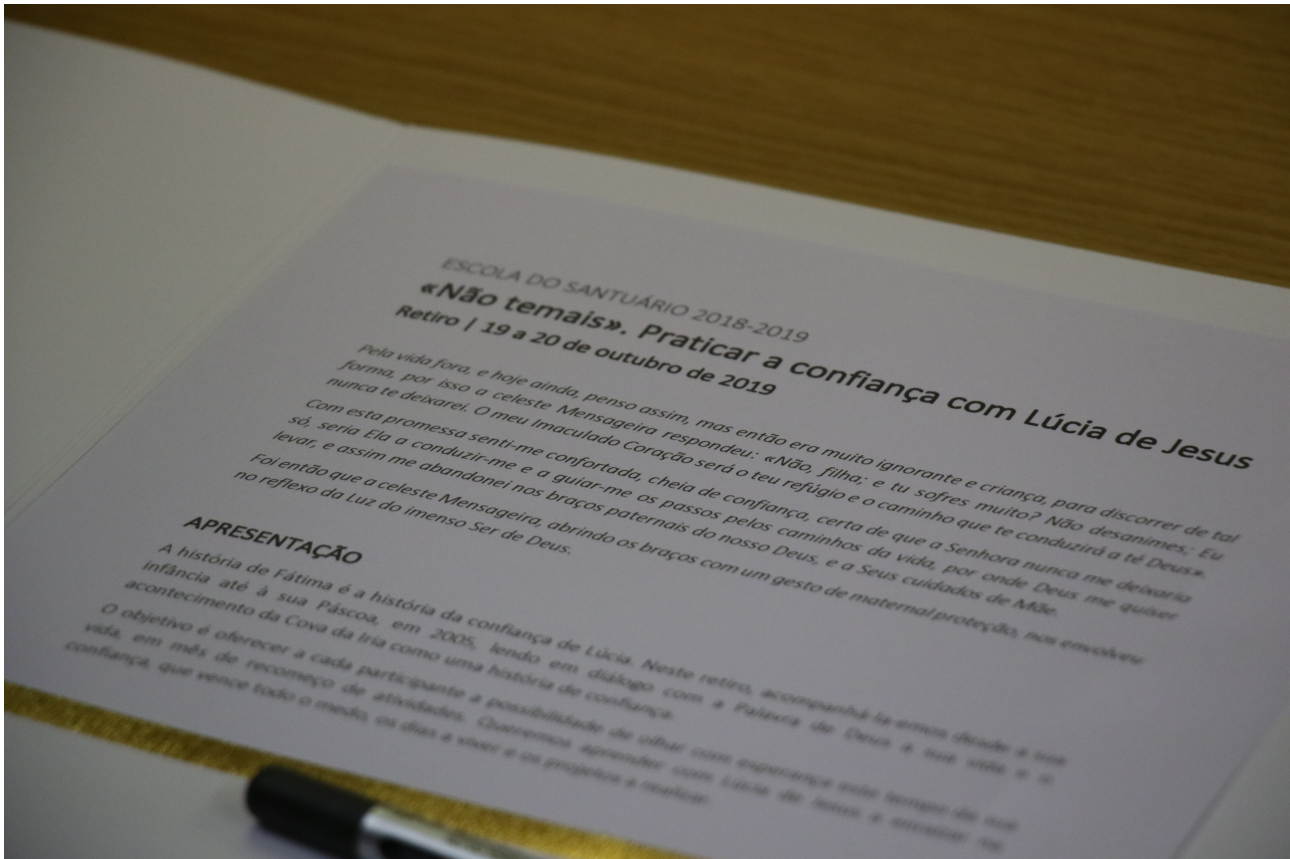 ESCOLA DO SANTUÁRIO 2018-2019
«Não temais». Praticar a confiança com Lúcia de Jesus
Retiro | 19 a 20 de outubro de 2019
Pela vida fora, e hoje ainda, penso assim, mas então era muito ignorante e criança, para discorrer de tal
forma, por isso a celeste Mensageira respondeu: «Não, filha; e tu sofres muito? Não desanimes; Eu
nunca te deixarei. O meu Imaculado Coração será o teu refúgio e o caminho que te conduzirá a té Deus».
Com esta promessa senti-me confortada, cheia de confiança, certa de que a Senhora nunca me deixaria
só, seria Ela a conduzir-me e a guiar-me os passos pelos caminhos da vida, por onde Deus me quiser
levar, e assim me abandonei nos braços paternais do nosso Deus, e a Seus cuidados de Mãe.
Foi então que a celeste Mensageira, abrindo os braços com um gesto de maternal proteção, nos envolveu
no reflexo da Luz do imenso Ser de Deus.
APRESENTAÇÃO
A história de Fátima é a história da confiança de Lúcia. Neste retiro, acompanhá-la-emos desde a sua
infância até à sua Páscoa, em 2005, lendo em diálogo com a Palavra de Deus a sua vida e o
acontecimento da Cova da Iria como uma história de confiança.
O objetivo é oferecer a cada participante a possibilidade de olhar com esperança este tempo da sua
vida, em mês de recomeço de atividades. Queremos aprender com Lúcia de Jesus a
confiança, que vence todo o medo, os dias a viver e os projetos a realizar.